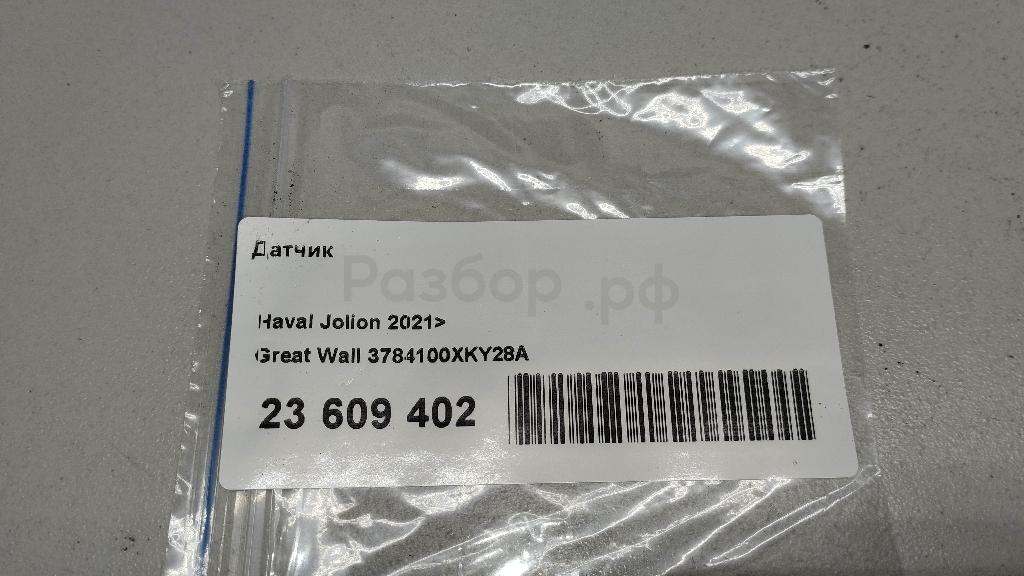 Датчик
Разбор.рф
Haval Jolion 2021>
Great Wall 3784100XKY28A
23 609 402